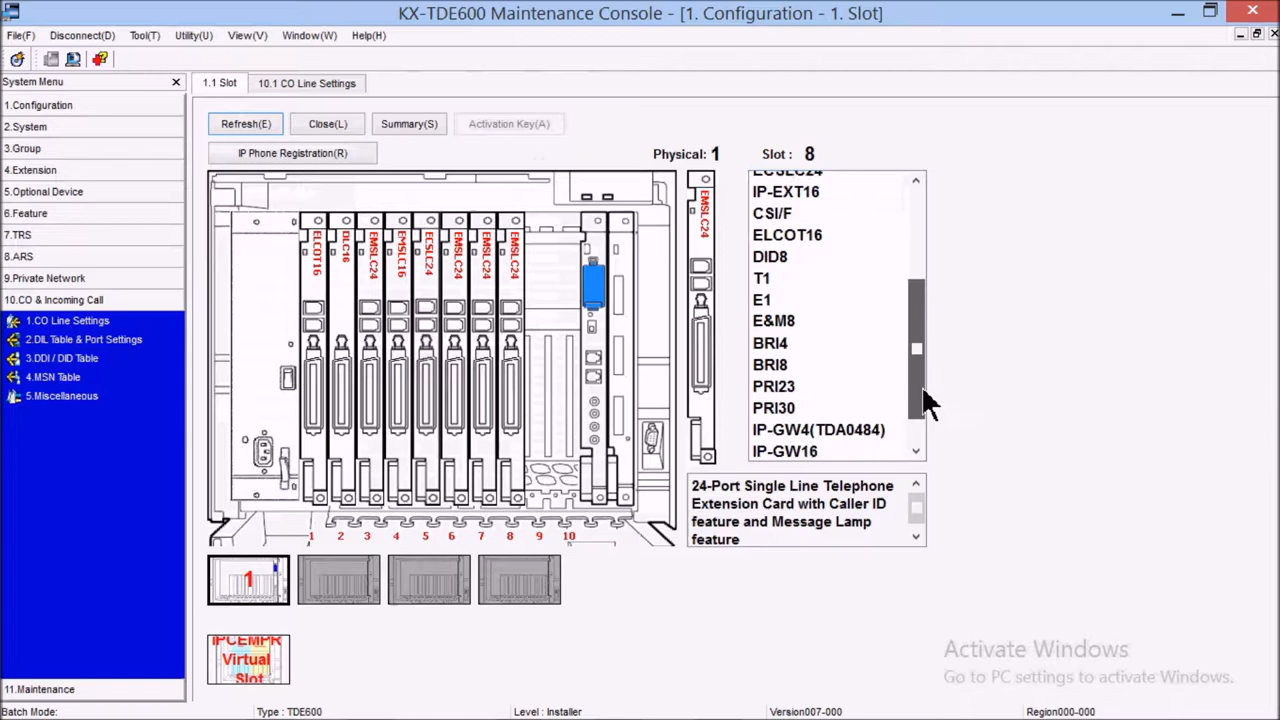 KX-TDE600 Maintenance Console - [1. Configuration - 1. Slot]
File(F) Disconnect(D) Tool(T) Utility(U) View(V) Window(W) Help(H)
System Menu
1.Configuration
2.System
3.Group
4.Extension
5.Optional Device
6.Feature
7.TRS
8.ARS
9.Private Network
10.CO & Incoming Call
1.CO Line Settings
2.DIL Table & Port Settings
3.DDI / DID Table
4.MSN Table
5.Miscellaneous
11.Maintenance
1.1 Slot 10.1 CO Line Settings
Refresh(E) Close(L) Summary(S) Activation Key(A)
IP Phone Registration(R)
Physical: 1 Slot : 8
ELCOT16 DLC16 EMSLC24 EMSLC16 ECSLC24 EMSLC24 EMSLC24 EMSLC24
EMSLC24
1 2 3 4 5 6 7 8 9 10
ECSLC24
IP-EXT16
CSI/F
ELCOT16
DID8
T1
E1
E&M8
BRI4
BRI8
PRI23
PRI30
IP-GW4(TDA0484)
IP-GW16
24-Port Single Line Telephone
Extension Card with Caller ID
feature and Message Lamp
feature
1
IPCEMPR
Virtual
Slot
Activate Windows
Go to PC settings to activate Windows.
Batch Mode: Type : TDE600 Level : Installer Version007-000 Region000-000